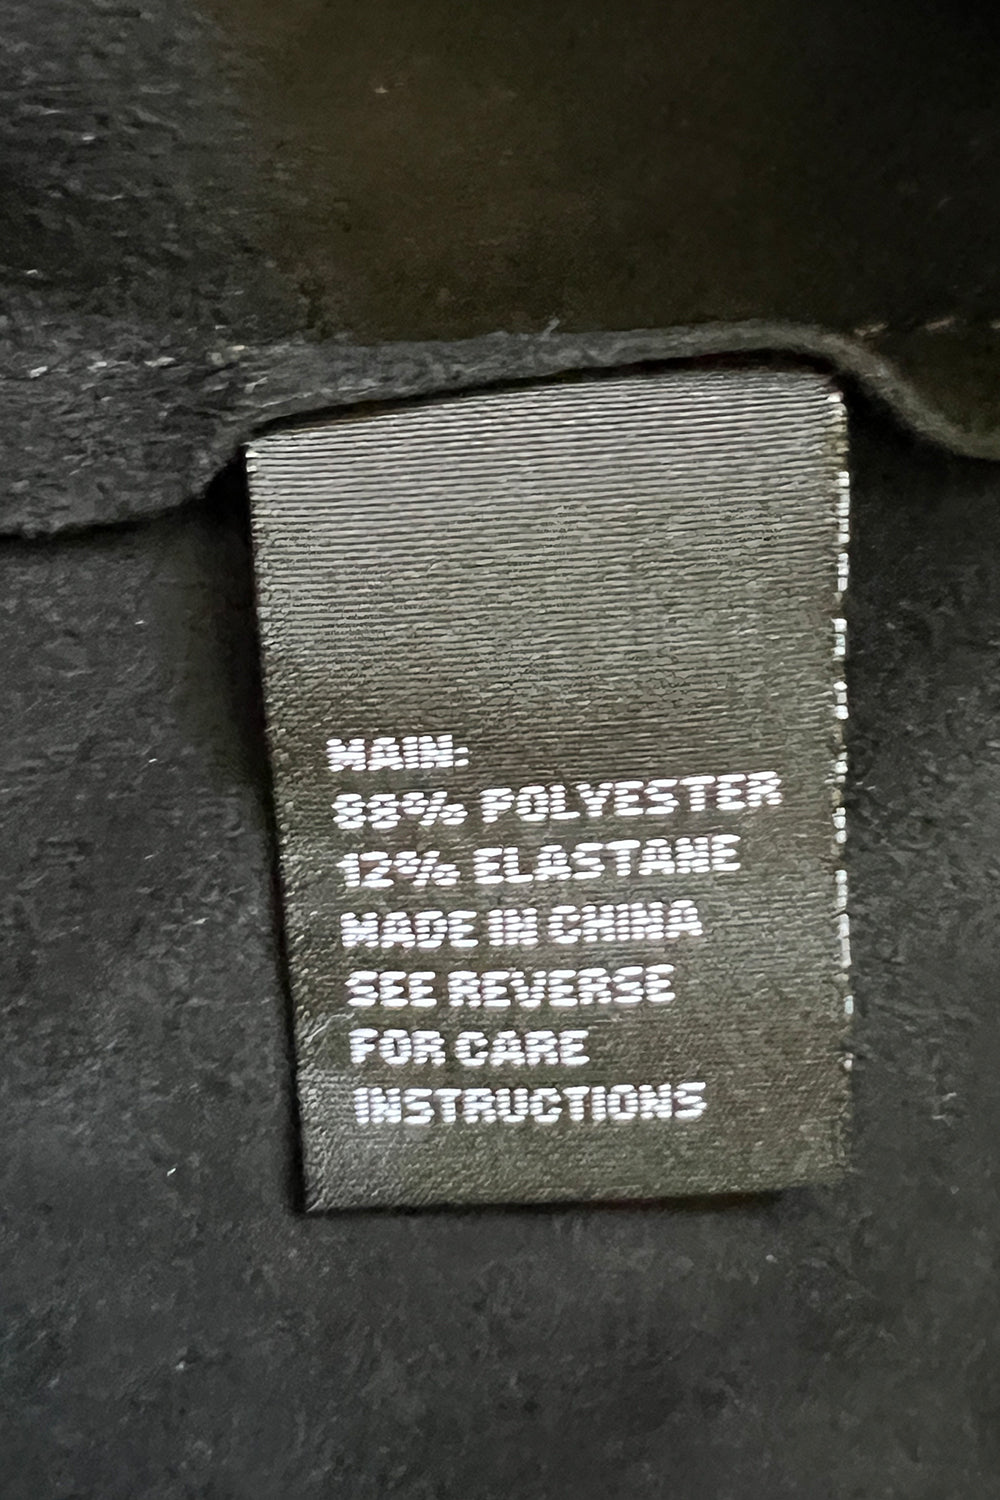 MAIN:
88% POLYESTER
12% ELASTANE
MADE IN CHINA
SEE REVERSE
FOR CARE
INSTRUCTIONS